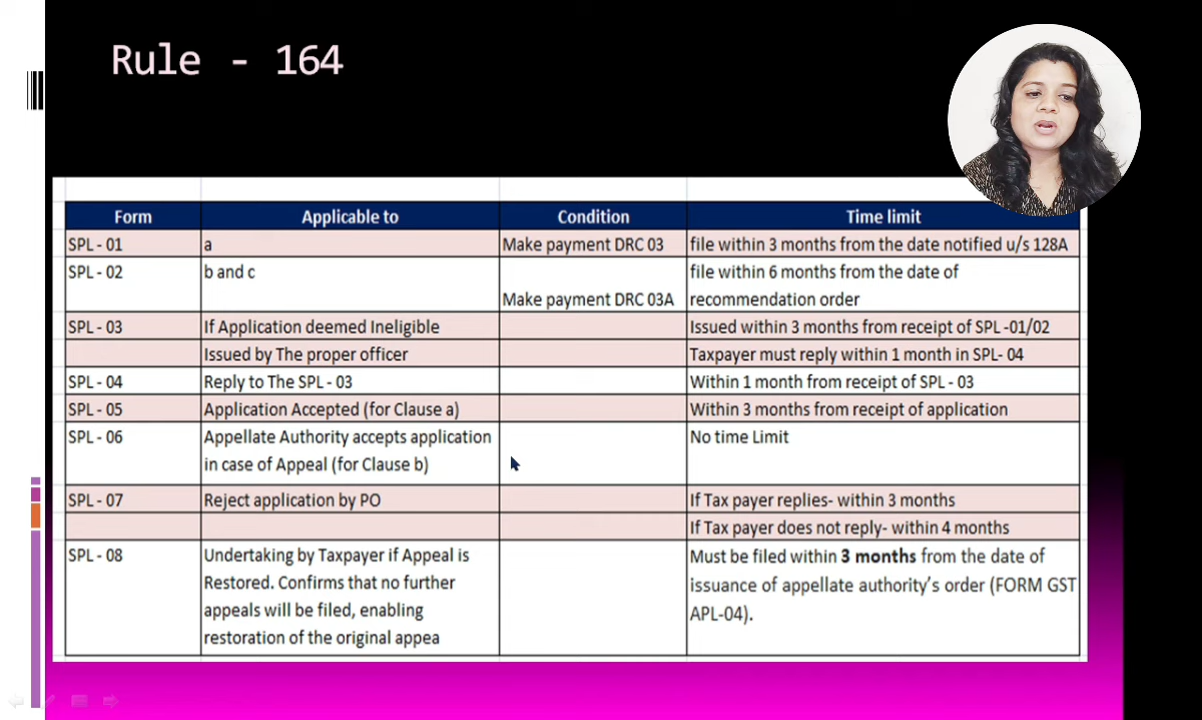 Rule - 164
Form Applicable to Condition Time limit
SPL - 01 a Make payment DRC 03 file within 3 months from the date notified u/s 128A
SPL - 02 b and c Make payment DRC 03A file within 6 months from the date of
recommendation order
SPL - 03 If Application deemed Ineligible Issued within 3 months from receipt of SPL -01/02
Issued by The proper officer Taxpayer must reply within 1 month in SPL- 04
SPL - 04 Reply to The SPL - 03 Within 1 month from receipt of SPL - 03
SPL - 05 Application Accepted (for Clause a) Within 3 months from receipt of application
SPL - 06 Appellate Authority accepts application No time Limit
in case of Appeal (for Clause b)
SPL - 07 Reject application by PO If Tax payer replies- within 3 months
If Tax payer does not reply- within 4 months
SPL - 08 Undertaking by Taxpayer if Appeal is Must be filed within 3 months from the date of
Restored. Confirms that no further issuance of appellate authority's order (FORM GST
appeals will be filed, enabling APL-04).
restoration of the original appea